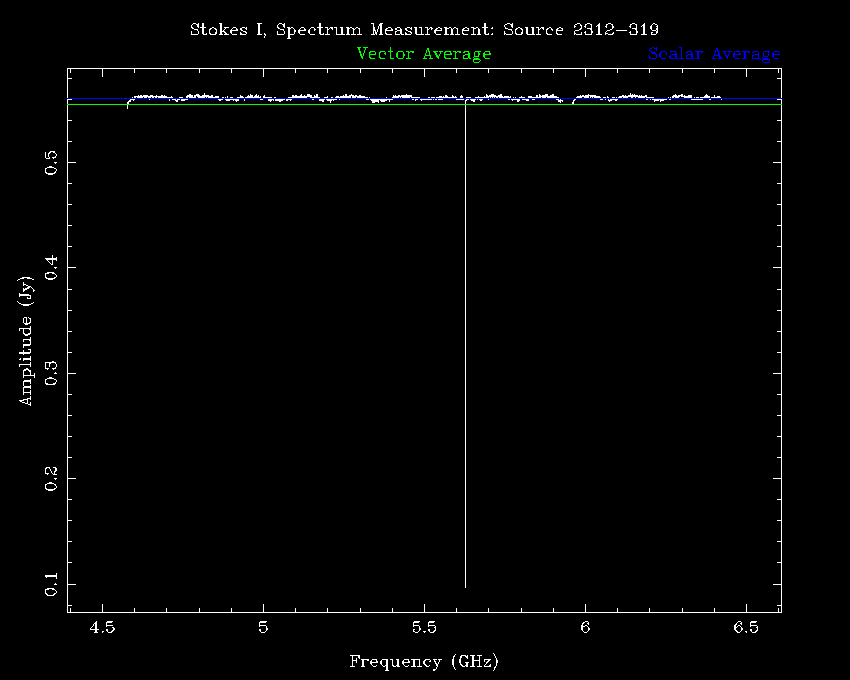 Stokes I, Spectrum Measurement: Source 2312-319
Vector Average
Scalar Average
0.5
0.4
0.3
0.2
0.1
Amplitude (Jy)
4.5
5
5.5
6
6.5
Frequency (GHz)